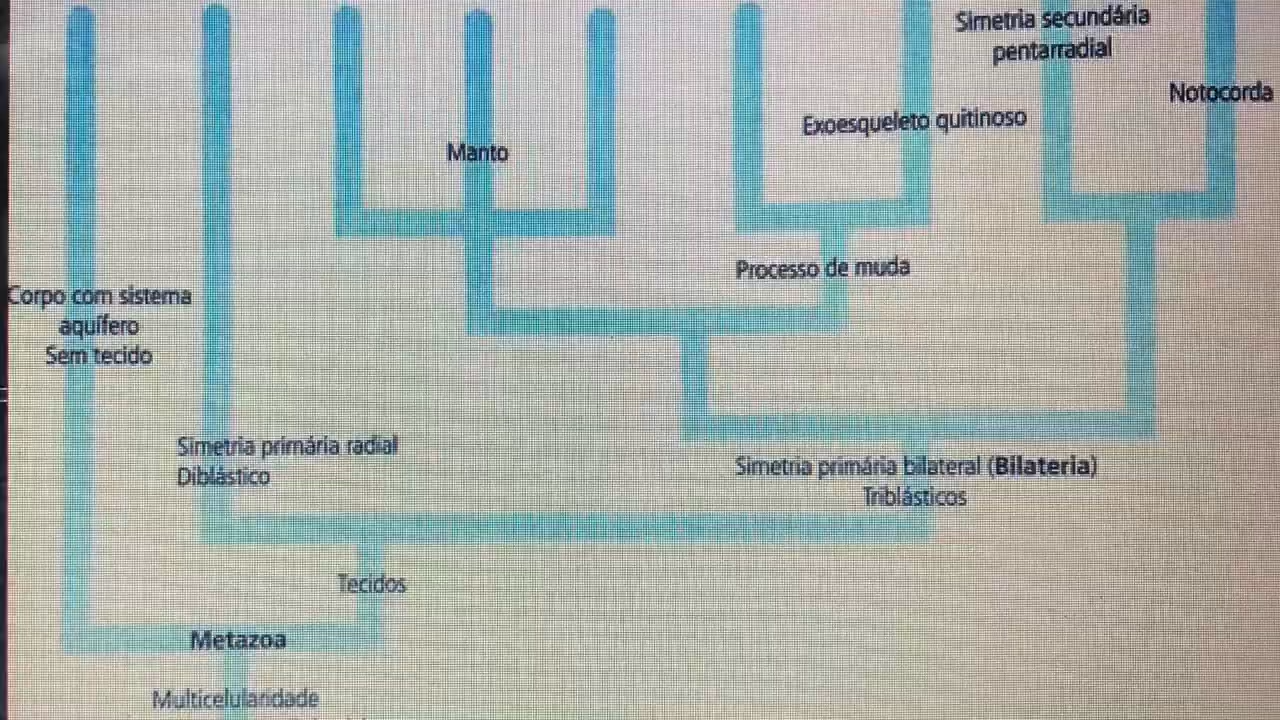 Simetria secundária
pentarradial
Notocorda
Exoesqueleto quitinoso
Manto
Processo de muda
Corpo com sistema
aquífero
Sem tecido
Simetria primária radial
Diblástico
Simetria primária bilateral (Bilateria)
Triblásticos
Tecidos
Metazoa
Multicelularidade